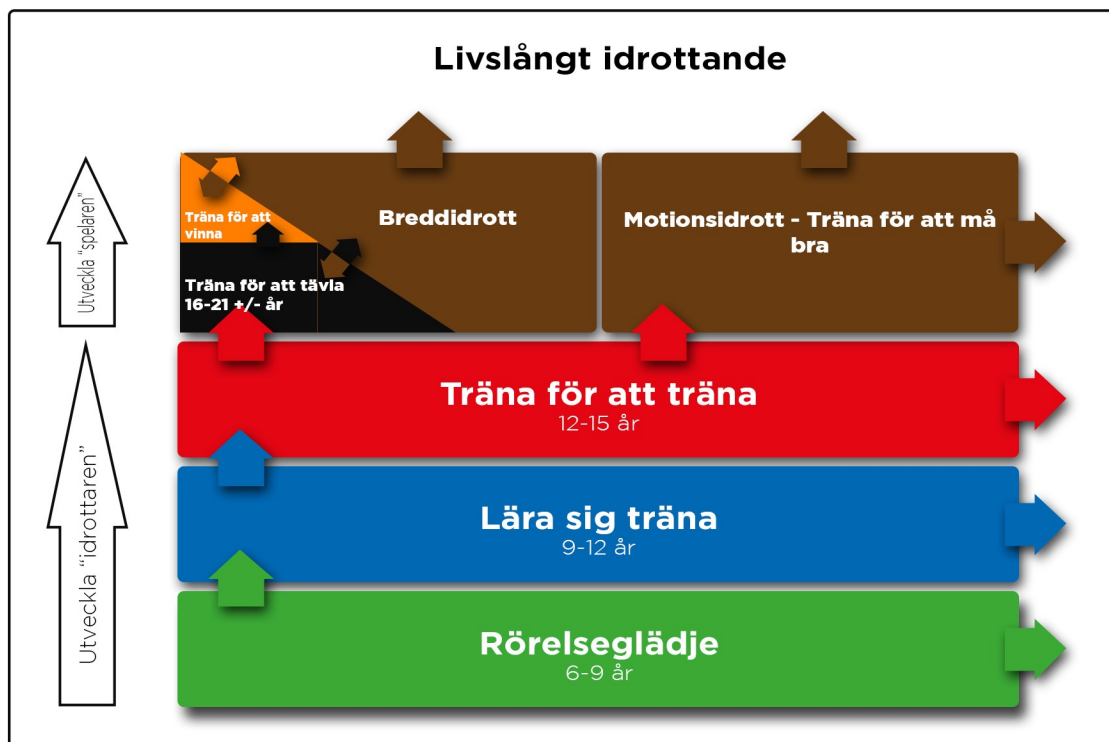 Livslångt idrottande
Utveckla “spelaren”
Träna för att
vinna
Breddidrott
Motionsidrott - Träna för att må
bra
Träna för att tävla
16-21 +/- år
Utveckla “idrottaren”
Träna för att träna
12-15 år
Lära sig träna
9-12 år
Rörelseglädje
6-9 år